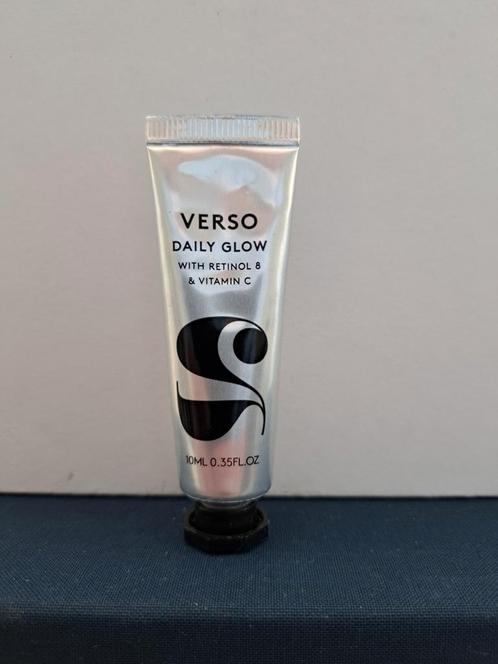 VERSO
DAILY GLOW
WITH RETINOL 8
& VITAMIN C
10ML 0.35FL.OZ